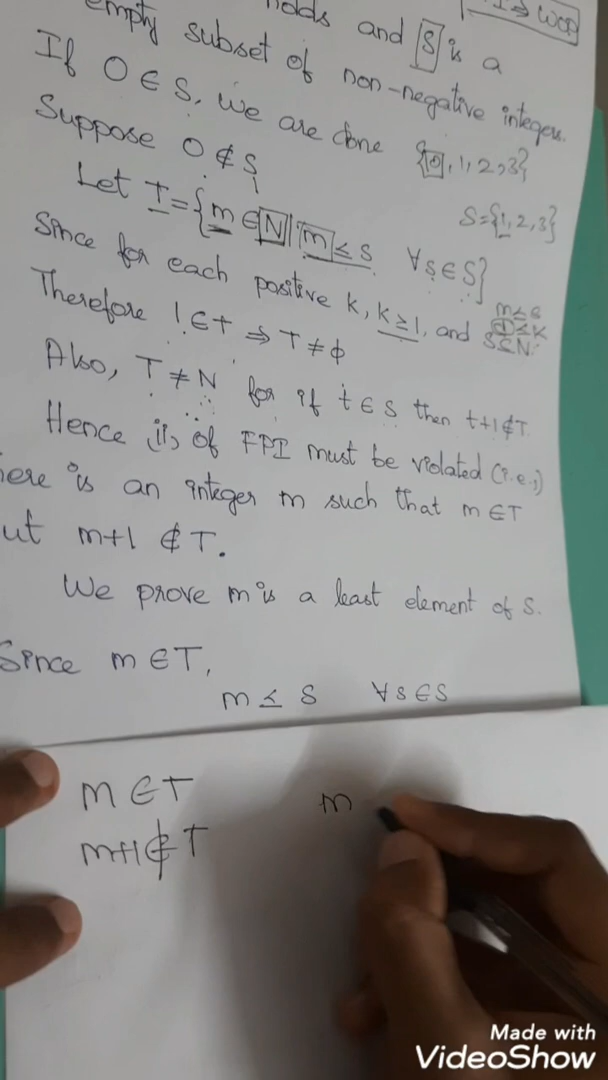 empty subset of non-negative integers.
holds and S is a
I ⇒ WOP
If 0 ∈ S, we are done {0, 1, 2, 3}
Suppose 0 ∉ S
S = {1, 2, 3}
Let T = {m ∈ N | m ≤ s ∀ s ∈ S}
Since for each positive k, k ≥ 1, and S ⊆ N.
m ≤ s
1 ≤ k
Therefore 1 ∈ T ⇒ T ≠ ϕ
Also, T ≠ N for if t ∈ S then t+1 ∉ T
Hence (ii) of FPI must be violated (i.e.,)
here is an integer m such that m ∈ T
ut m+1 ∉ T.
We prove m is a least element of S.
Since m ∈ T,
m ≤ s ∀ s ∈ S
m ∈ T
m+1 ∉ T
m
Made with
VideoShow